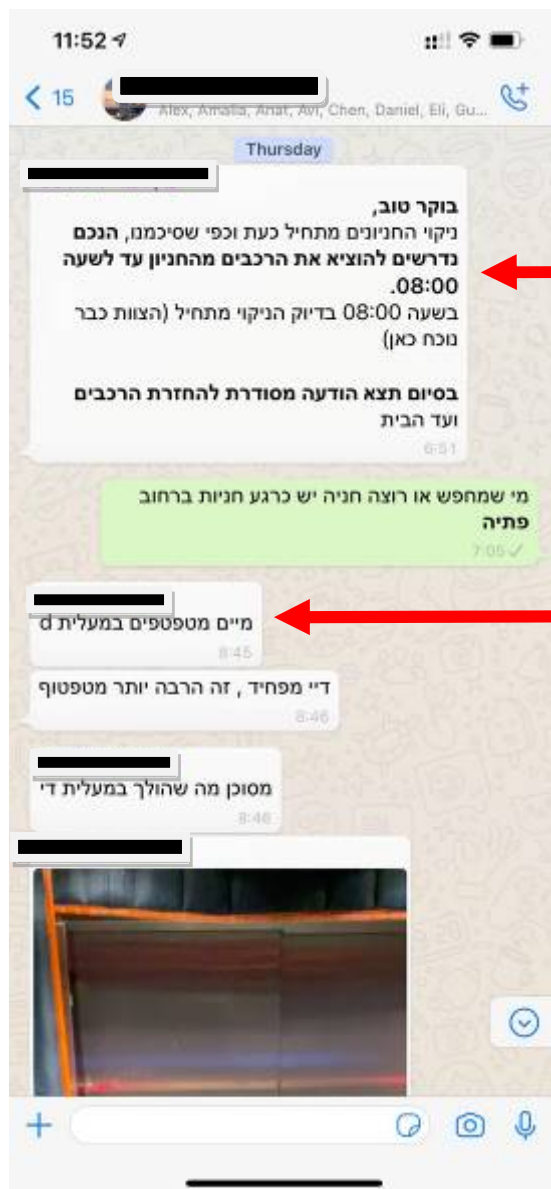 11:52
15
Alex, Amalia, Anat, Avi, Chen, Daniel, Eli, Gu...
Thursday
בוקר טוב,
ניקוי החניונים מתחיל כעת וכפי שסיכמנו, הנכם
נדרשים להוציא את הרכבים מהחניון עד לשעה
08:00.
בשעה 08:00 בדיוק הניקוי מתחיל (הצוות כבר
נוכח כאן)
בסיום תצא הודעה מסודרת להחזרת הרכבים
ועד הבית
6:51
מי שמחפש או רוצה חניה יש כרגע חניות ברחוב
פתיה
7:05
מיים מטפטפים במעלית d
8:45
דיי מפחיד , זה הרבה יותר מטפטוף
8:46
מסוכן מה שהולך במעלית די
8:46